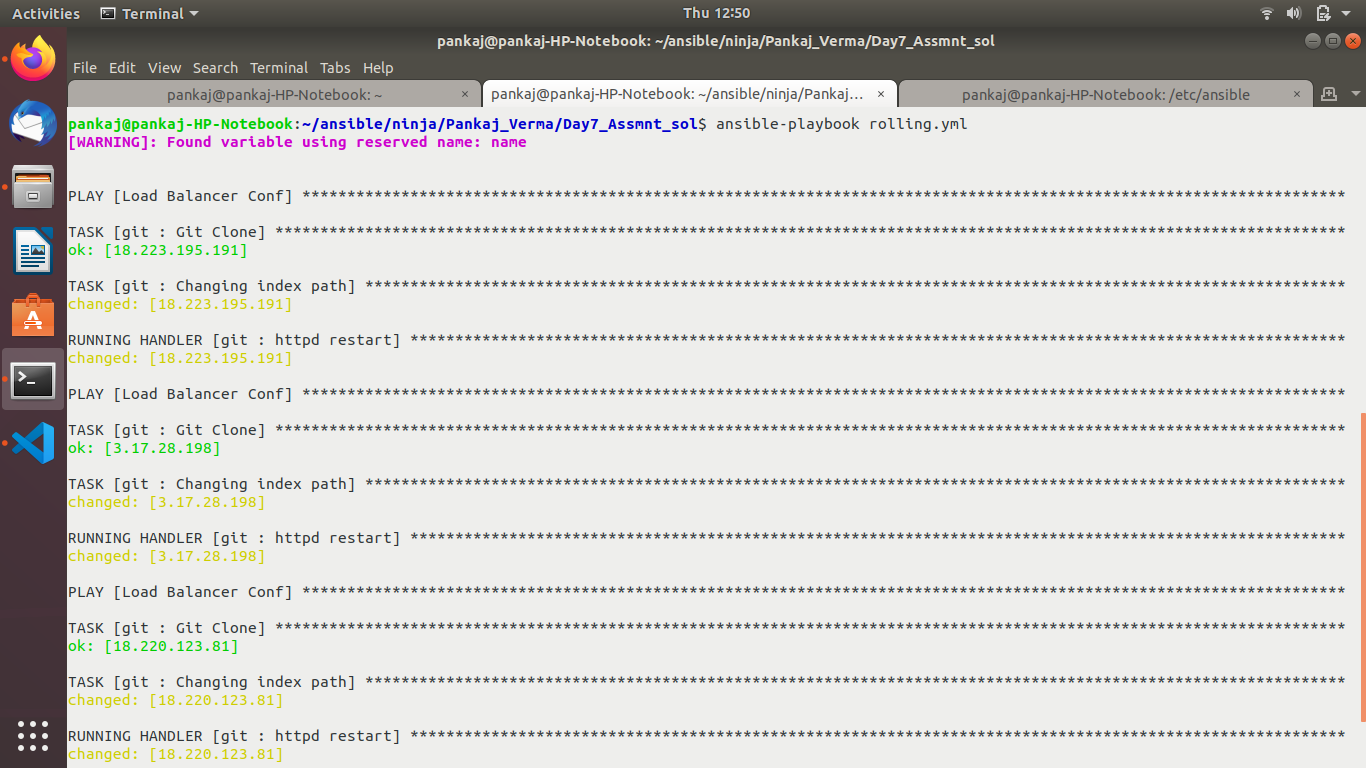 Activities Terminal Thu 12:50
pankaj@pankaj-HP-Notebook: ~/ansible/ninja/Pankaj_Verma/Day7_Assmnt_sol
File Edit View Search Terminal Tabs Help
pankaj@pankaj-HP-Notebook: ~ × pankaj@pankaj-HP-Notebook: ~/ansible/ninja/Pankaj... × pankaj@pankaj-HP-Notebook: /etc/ansible ×
pankaj@pankaj-HP-Notebook:~/ansible/ninja/Pankaj_Verma/Day7_Assmnt_sol$ ansible-playbook rolling.yml
[WARNING]: Found variable using reserved name: name
PLAY [Load Balancer Conf] ********************************************************************************************************************
TASK [git : Git Clone] ***********************************************************************************************************************
ok: [18.223.195.191]
TASK [git : Changing index path] *************************************************************************************************************
changed: [18.223.195.191]
RUNNING HANDLER [git : httpd restart] ********************************************************************************************************
changed: [18.223.195.191]
PLAY [Load Balancer Conf] ********************************************************************************************************************
TASK [git : Git Clone] ***********************************************************************************************************************
ok: [3.17.28.198]
TASK [git : Changing index path] *************************************************************************************************************
changed: [3.17.28.198]
RUNNING HANDLER [git : httpd restart] ********************************************************************************************************
changed: [3.17.28.198]
PLAY [Load Balancer Conf] ********************************************************************************************************************
TASK [git : Git Clone] ***********************************************************************************************************************
ok: [18.220.123.81]
TASK [git : Changing index path] *************************************************************************************************************
changed: [18.220.123.81]
RUNNING HANDLER [git : httpd restart] ********************************************************************************************************
changed: [18.220.123.81]